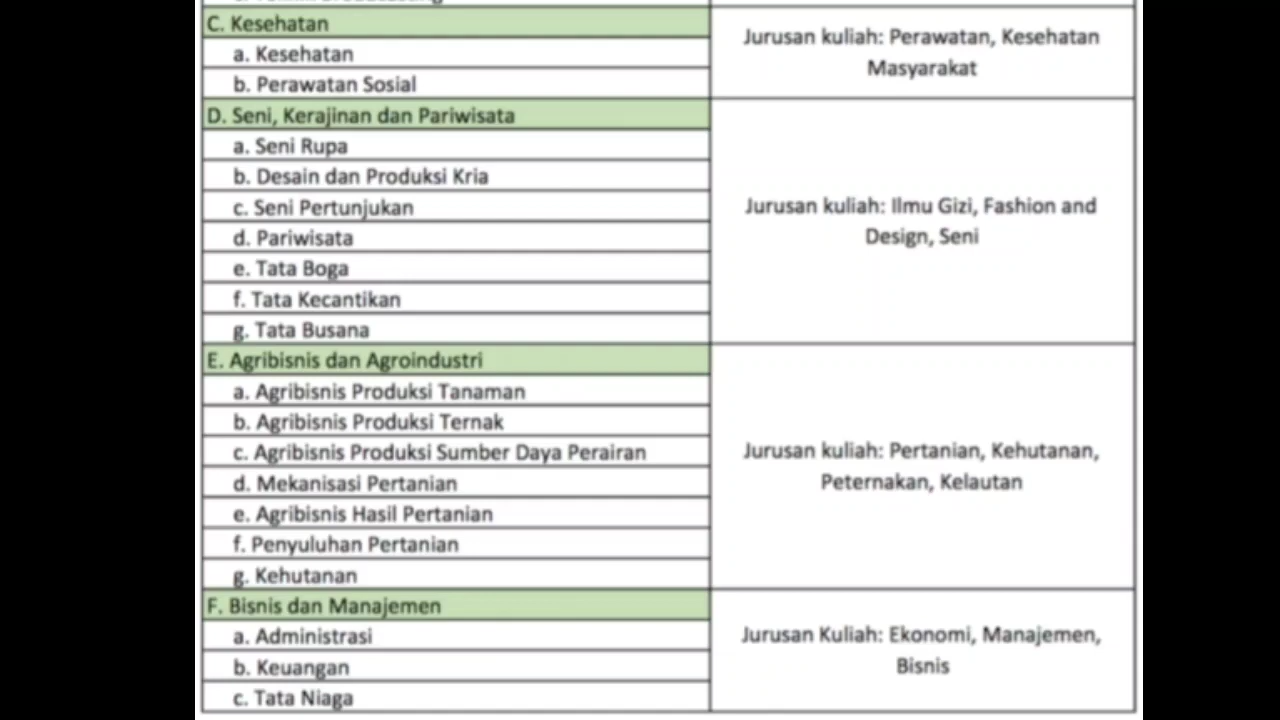 C. Kesehatan
a. Kesehatan
b. Perawatan Sosial
Jurusan kuliah: Perawatan, Kesehatan
Masyarakat
D. Seni, Kerajinan dan Pariwisata
a. Seni Rupa
b. Desain dan Produksi Kria
c. Seni Pertunjukan
d. Pariwisata
e. Tata Boga
f. Tata Kecantikan
g. Tata Busana
Jurusan kuliah: Ilmu Gizi, Fashion and
Design, Seni
E. Agribisnis dan Agroindustri
a. Agribisnis Produksi Tanaman
b. Agribisnis Produksi Ternak
c. Agribisnis Produksi Sumber Daya Perairan
d. Mekanisasi Pertanian
e. Agribisnis Hasil Pertanian
f. Penyuluhan Pertanian
g. Kehutanan
Jurusan kuliah: Pertanian, Kehutanan,
Peternakan, Kelautan
F. Bisnis dan Manajemen
a. Administrasi
b. Keuangan
c. Tata Niaga
Jurusan Kuliah: Ekonomi, Manajemen,
Bisnis